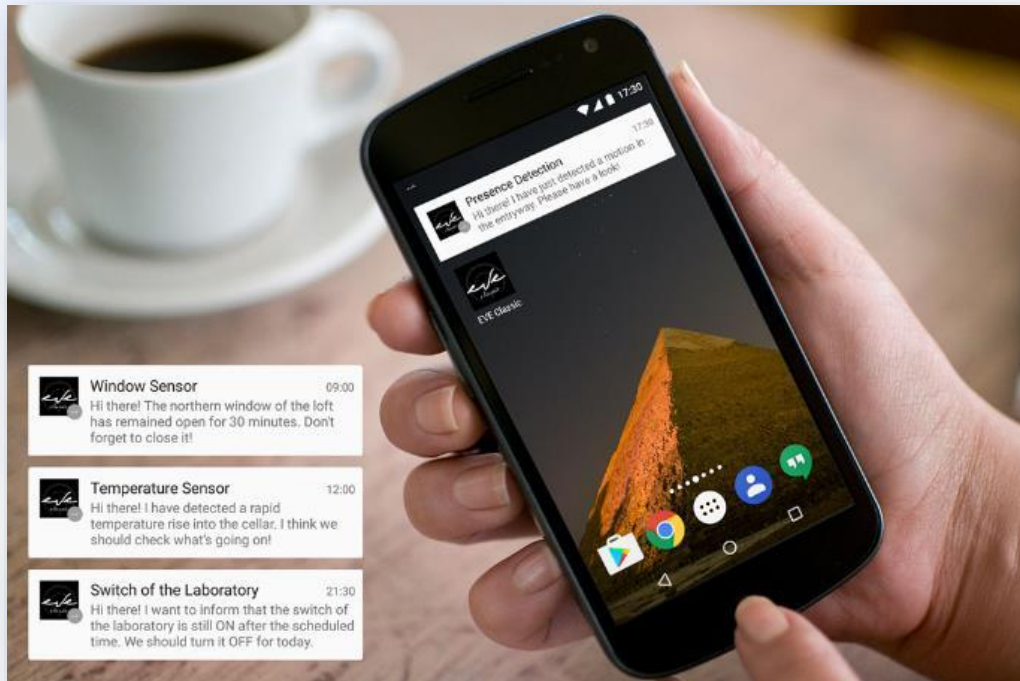 17:30
Presence Detection 17:30
Hi there! I have just detected a motion in
the entryway. Please have a look!
eve
eve
EVE Classic
Window Sensor 09:00
Hi there! The northern window of the loft
has remained open for 30 minutes. Don't
forget to close it!
eve
Temperature Sensor 12:00
Hi there! I have detected a rapid
temperature rise into the cellar. I think we
should check what's going on!
eve
Switch of the Laboratory 21:30
Hi there! I want to inform that the switch of
the laboratory is still ON after the scheduled
time. We should turn it OFF for today.
eve